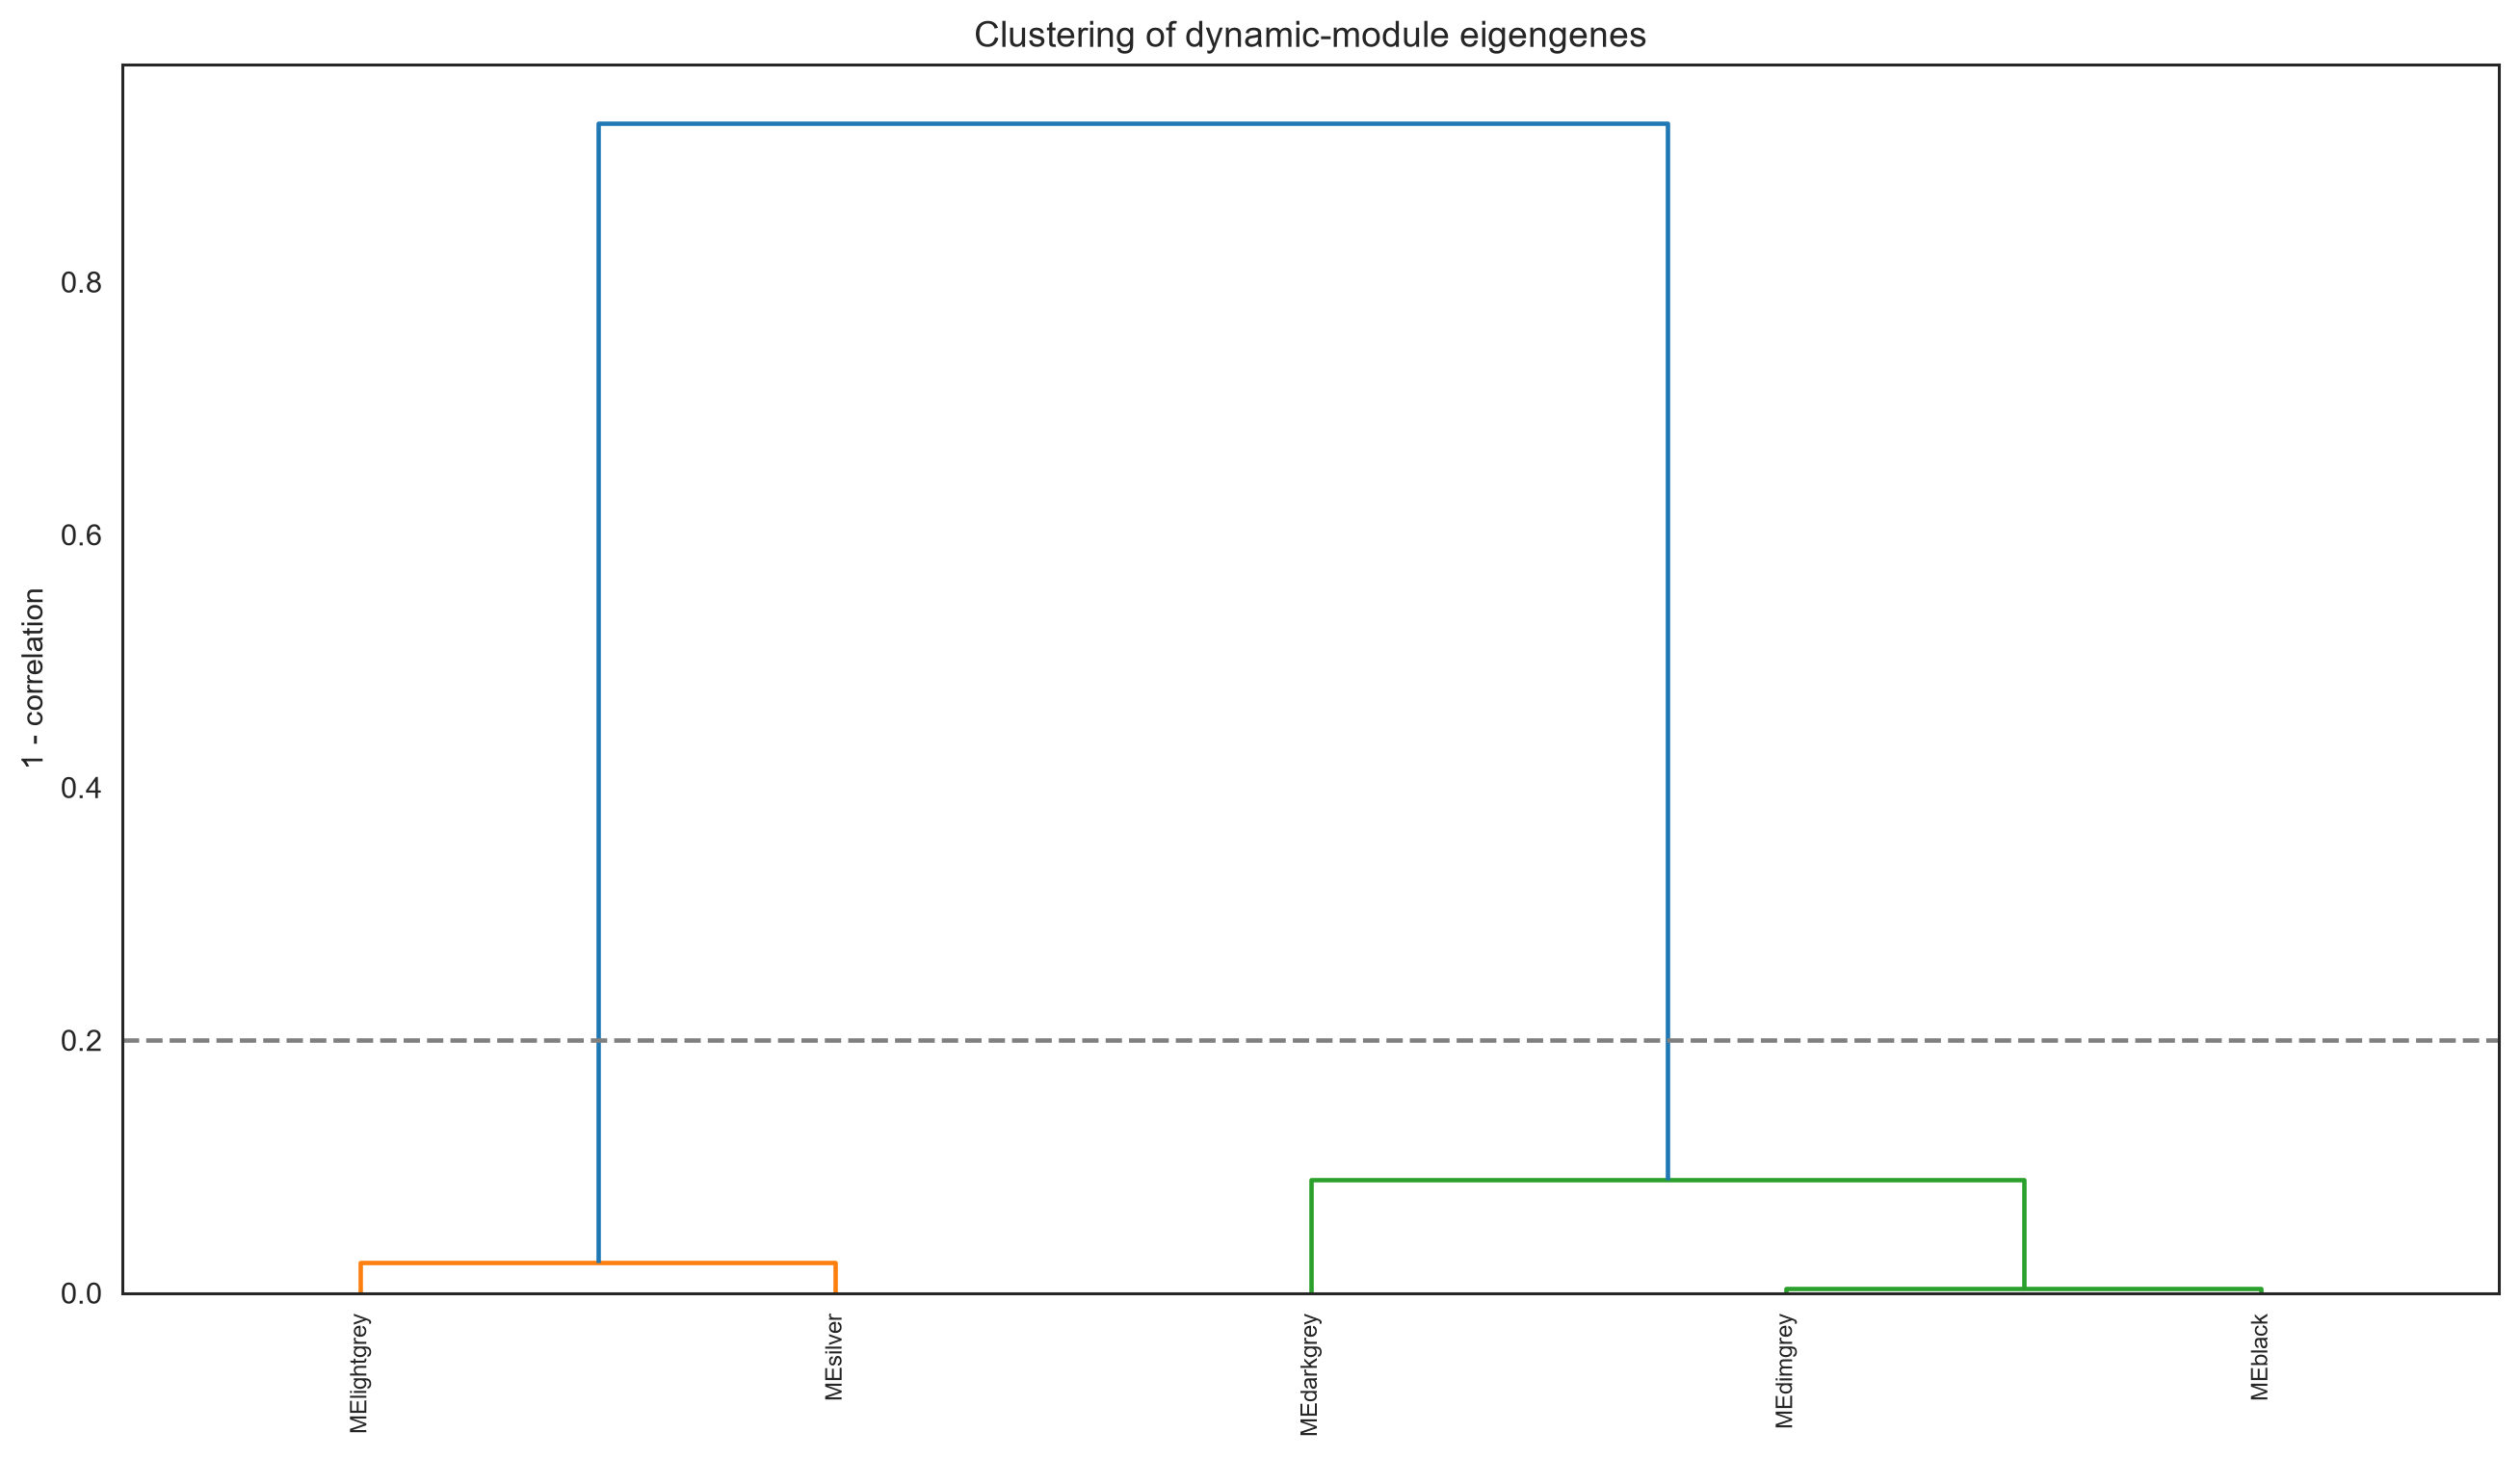 Clustering of dynamic-module eigengenes
1 - correlation
0.8
0.6
0.4
0.2
0.0
MElightgrey
MEsilver
MEdarkgrey
MEdimgrey
MEblack